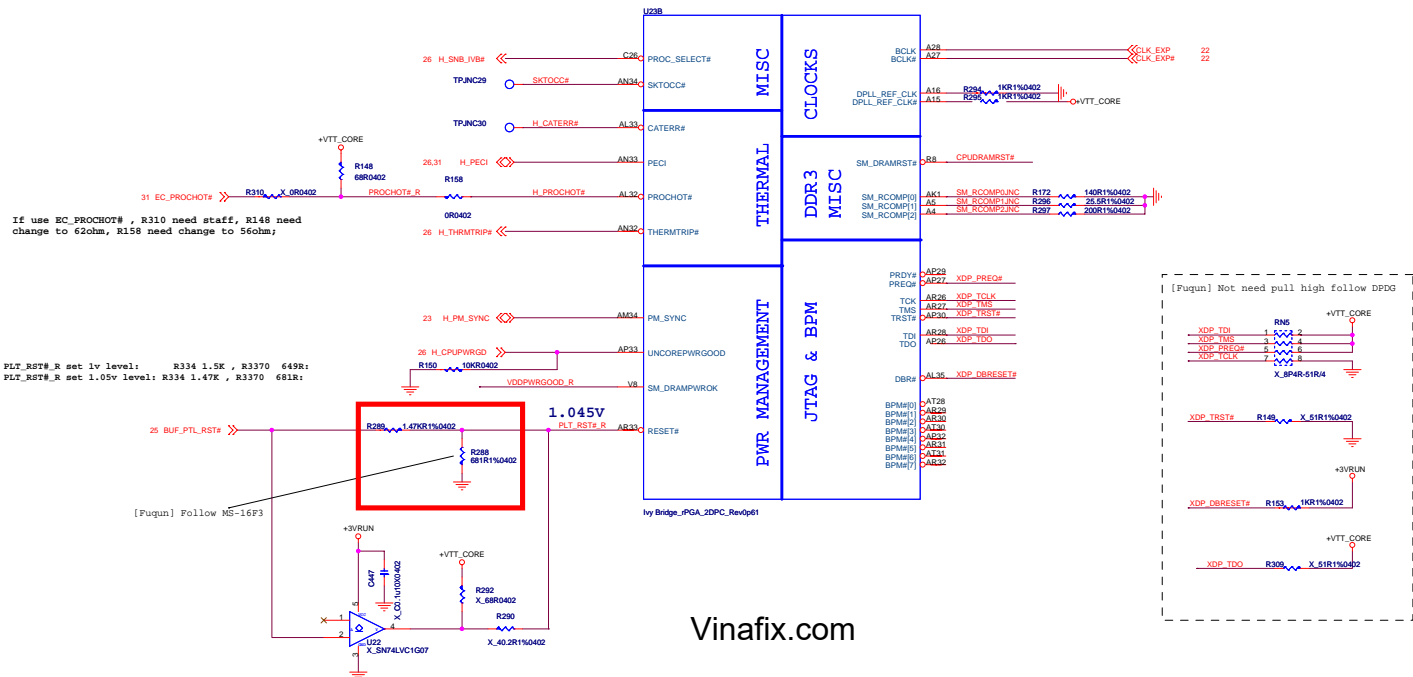 U23B
MISC
CLOCKS
THERMAL
DDR3
MISC
PWR MANAGEMENT
JTAG & BPM
26 H_SNB_IVB#
C26
PROC_SELECT#
TPJNC29
SKTOCC#
AN34
SKTOCC#
TPJNC30
H_CATERR#
AL33
CATERR#
+VTT_CORE
R148
68R0402
26,31 H_PECI
AN33
PECI
31 EC_PROCHOT#
R310
X_0R0402
PROCHOT#_R
R158
0R0402
H_PROCHOT#
AL32
PROCHOT#
If use EC_PROCHOT# , R310 need staff, R148 need
change to 62ohm, R158 need change to 56ohm;
26 H_THRMTRIP#
AN32
THERMTRIP#
23 H_PM_SYNC
AM34
PM_SYNC
26 H_CPUPWRGD
AP33
UNCOREPWRGOOD
R150
10KR0402
VDDPWRGOOD_R
V8
SM_DRAMPWROK
PLT_RST#_R set 1v level: R334 1.5K , R3370 649R:
PLT_RST#_R set 1.05v level: R334 1.47K , R3370 681R:
1.045V
25 BUF_PTL_RST#
R289
1.47KR1%0402
PLT_RST#_R
AR33
RESET#
R288
681R1%0402
[Fuqun] Follow MS-16F3
Ivy Bridge_rPGA_2DPC_Rev0p61
+3VRUN
C447
X_C0.1u10X0402
+VTT_CORE
R292
X_68R0402
R290
X_40.2R1%0402
1
2
3
4
5
U22
X_SN74LVC1G07
BCLK
A28
CLK_EXP 22
BCLK#
A27
CLK_EXP# 22
DPLL_REF_CLK
A16
R294
1KR1%0402
DPLL_REF_CLK#
A15
R295
1KR1%0402
+VTT_CORE
SM_DRAMRST#
R8
CPUDRAMRST#
SM_RCOMP[0]
AK1
SM_RCOMP0JNC
R172
140R1%0402
SM_RCOMP[1]
A5
SM_RCOMP1JNC
R296
25.5R1%0402
SM_RCOMP[2]
A4
SM_RCOMP2JNC
R297
200R1%0402
PRDY#
AP29
PREQ#
AP27
XDP_PREQ#
TCK
AR26
XDP_TCLK
TMS
AR27
XDP_TMS
TRST#
AP30
XDP_TRST#
TDI
AR28
XDP_TDI
TDO
AP26
XDP_TDO
DBR#
AL35
XDP_DBRESET#
BPM#[0]
AT28
BPM#[1]
AR29
BPM#[2]
AR30
BPM#[3]
AT30
BPM#[4]
AP32
BPM#[5]
AR31
BPM#[6]
AT31
BPM#[7]
AR32
[Fuqun] Not need pull high follow DPDG
+VTT_CORE
RN5
XDP_TDI 1 2
XDP_TMS 3 4
XDP_PREQ# 5 6
XDP_TCLK 7 8
X_8P4R-51R/4
XDP_TRST#
R149
X_51R1%0402
+3VRUN
XDP_DBRESET#
R153
1KR1%0402
+VTT_CORE
XDP_TDO
R309
X_51R1%0402
Vinafix.com